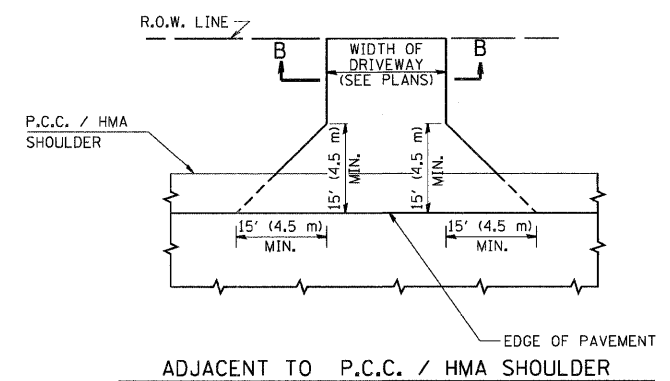 R.O.W. LINE
B
WIDTH OF
DRIVEWAY
(SEE PLANS)
B
P.C.C. / HMA
SHOULDER
15' (4.5 m)
MIN.
15' (4.5 m)
MIN.
15' (4.5 m)
MIN.
15' (4.5 m)
MIN.
EDGE OF PAVEMENT
ADJACENT TO P.C.C. / HMA SHOULDER